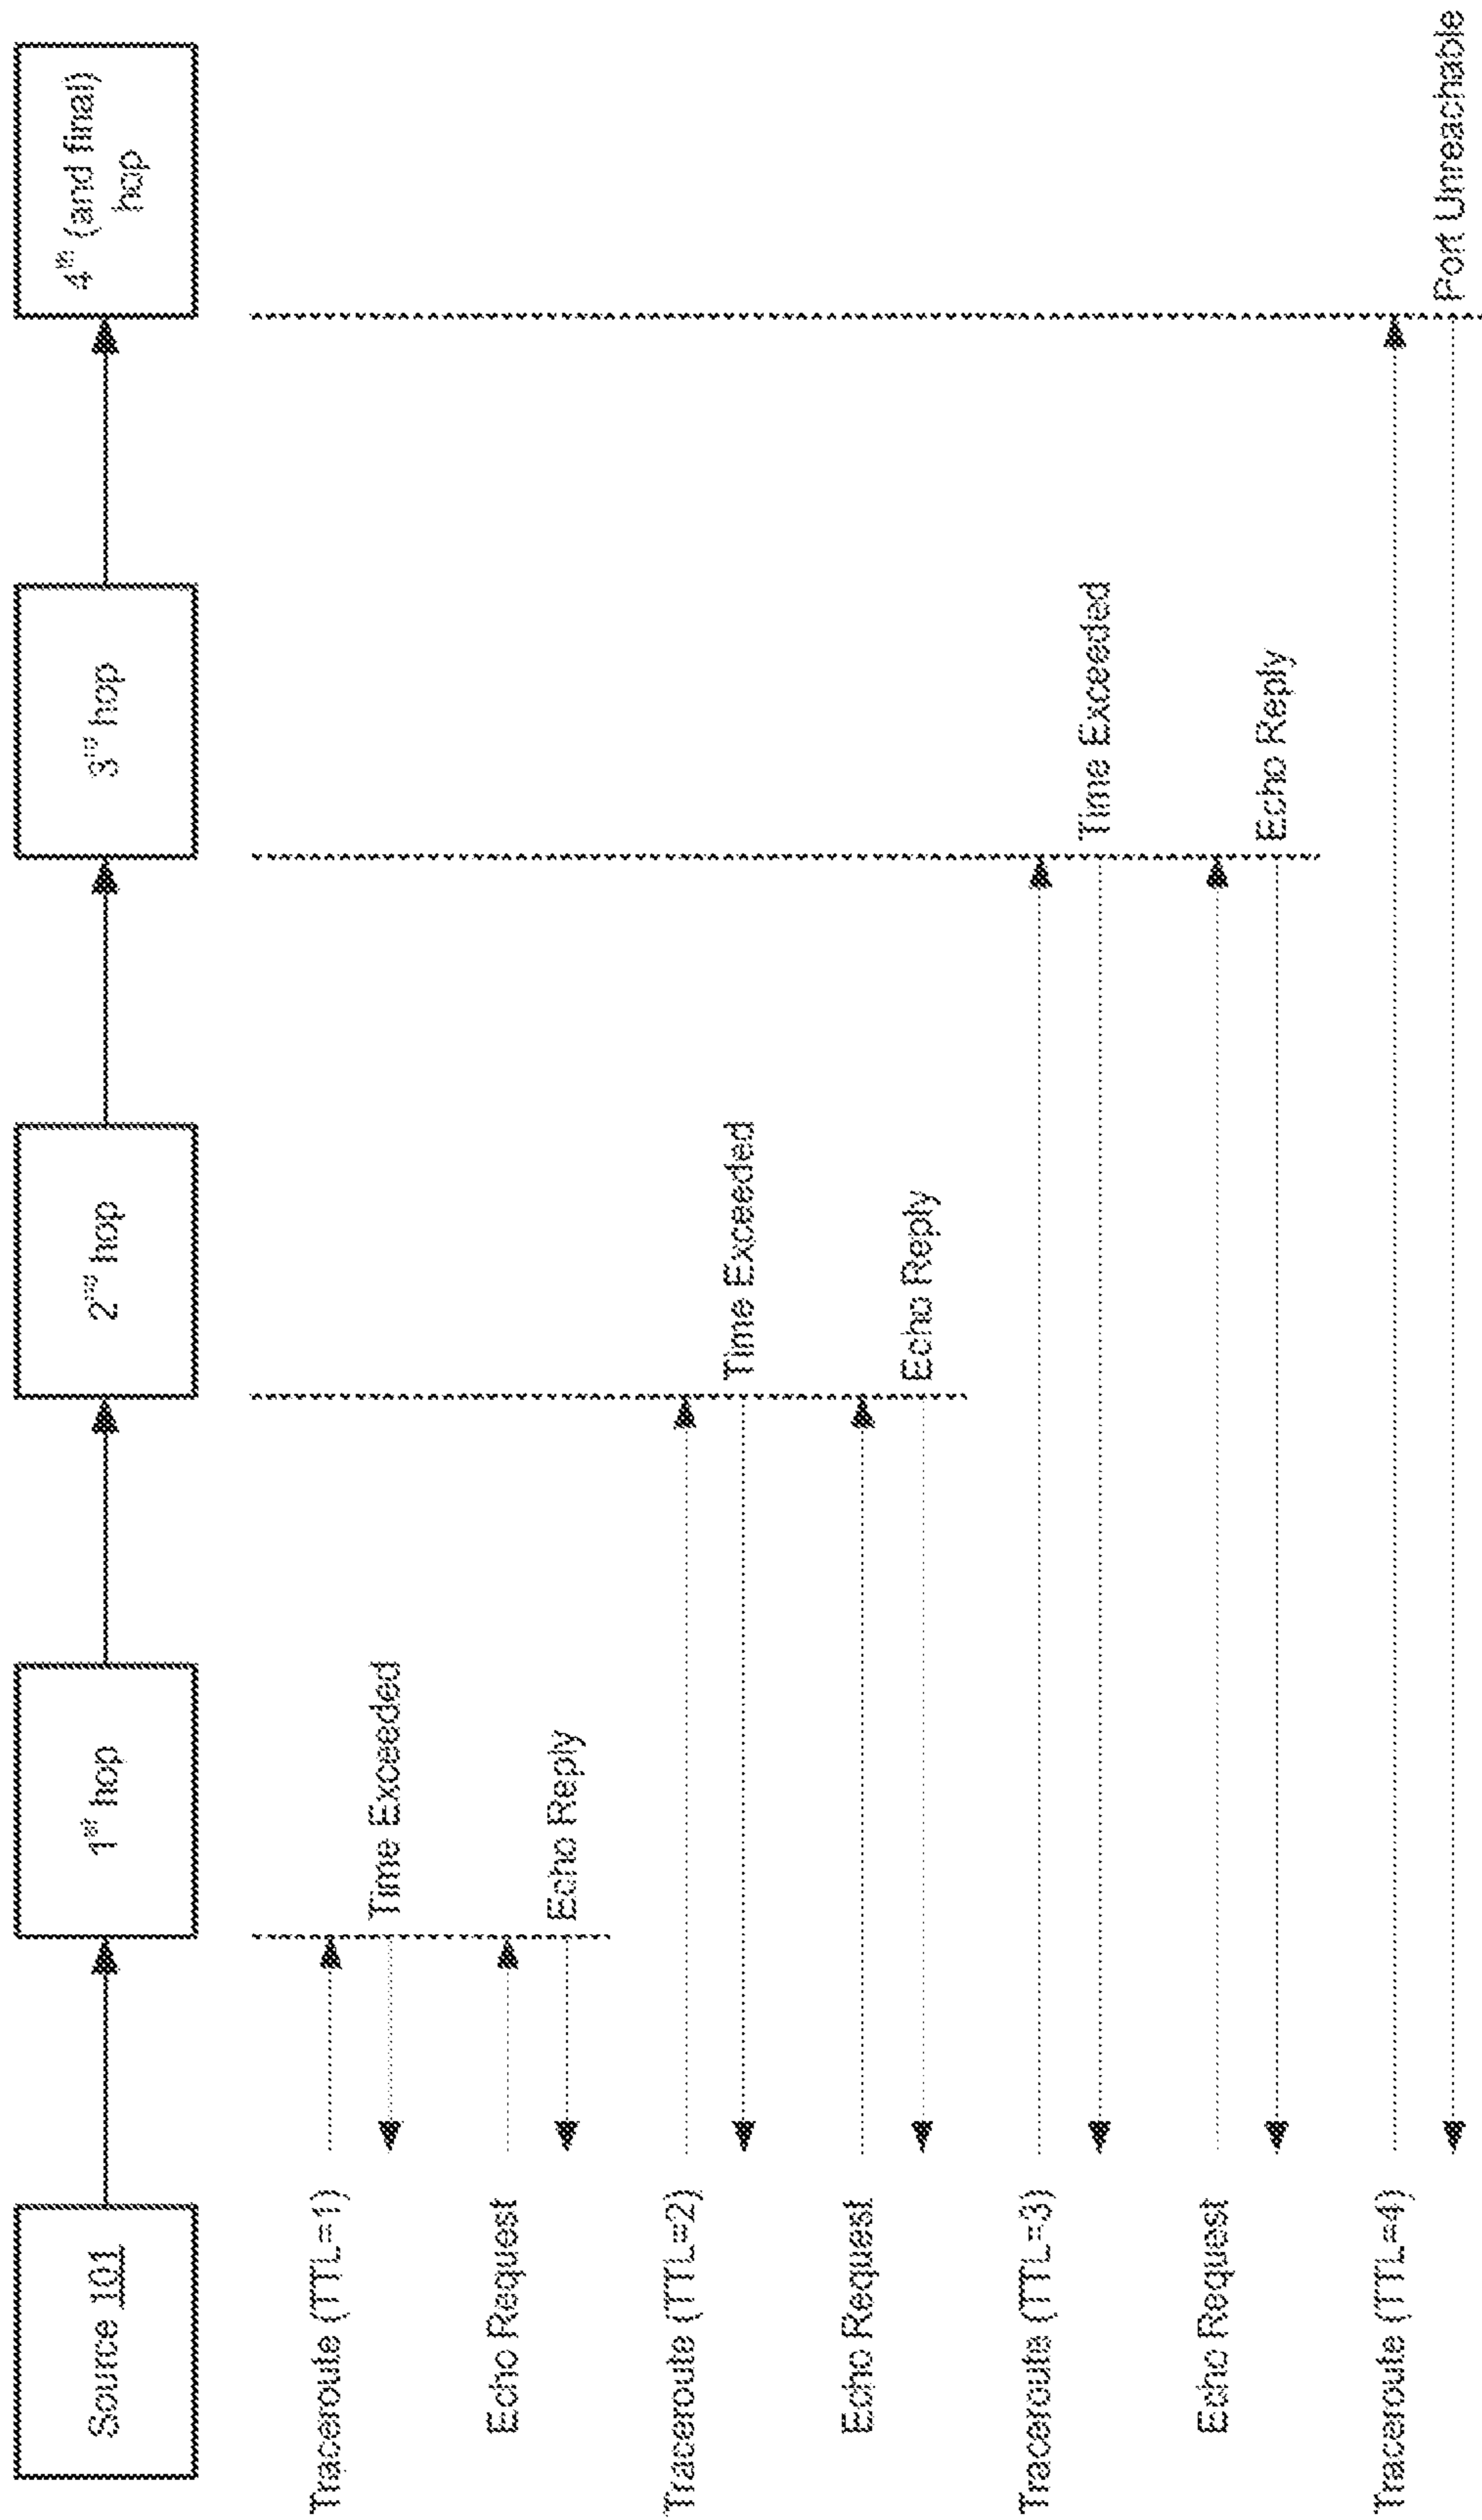 Source 101
1st hop
2nd hop
3rd hop
4th (and final)
hop
Traceroute (TTL=1)
Time Exceeded
Echo Request
Echo Reply
Traceroute (TTL=2)
Time Exceeded
Echo Request
Echo Reply
Traceroute (TTL=3)
Time Exceeded
Echo Request
Echo Reply
Traceroute (TTL=4)
Port Unreachable